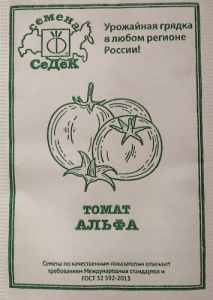 семена
СеДеК
Урожайная грядка
в любом регионе
России!
ТОМАТ
АЛЬФА
Семена по качественным показателям отвечают
требованиям Международных стандартов и
ГОСТ 32 592-2013